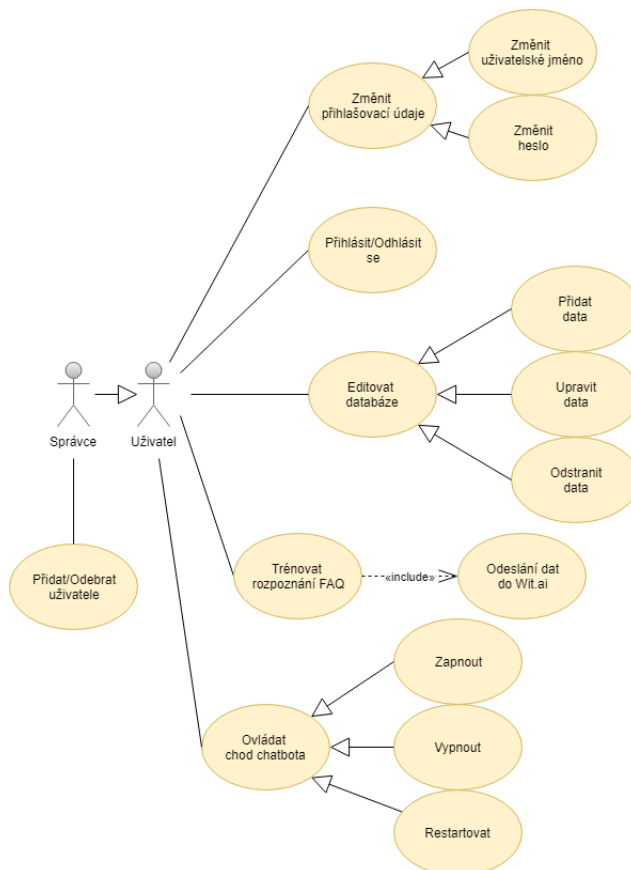 Změnit
uživatelské jméno
Změnit
přihlašovací údaje
Změnit
heslo
Přihlásit/Odhlásit
se
Přidat
data
Editovat
databáze
Upravit
data
Správce
Uživatel
Odstranit
data
Přidat/Odebrat
uživatele
Trénovat
rozpoznání FAQ
«include»
Odeslání dat
do Wit.ai
Zapnout
Ovládat
chod chatbota
Vypnout
Restartovat